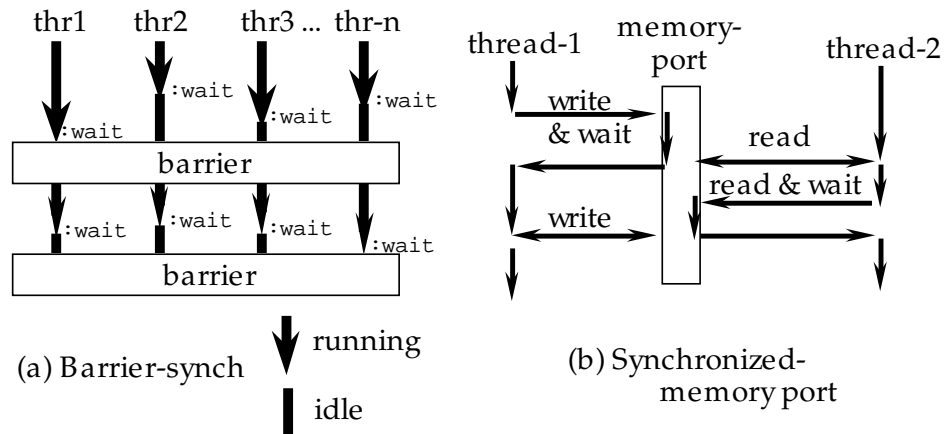 thr1 thr2 thr3 ... thr-n
:wait
:wait
:wait
:wait
barrier
:wait
:wait
:wait
:wait
barrier
running
(a) Barrier-synch
idle
thread-1
memory-
port
thread-2
write
& wait
read
read & wait
write
(b) Synchronized-
memory port